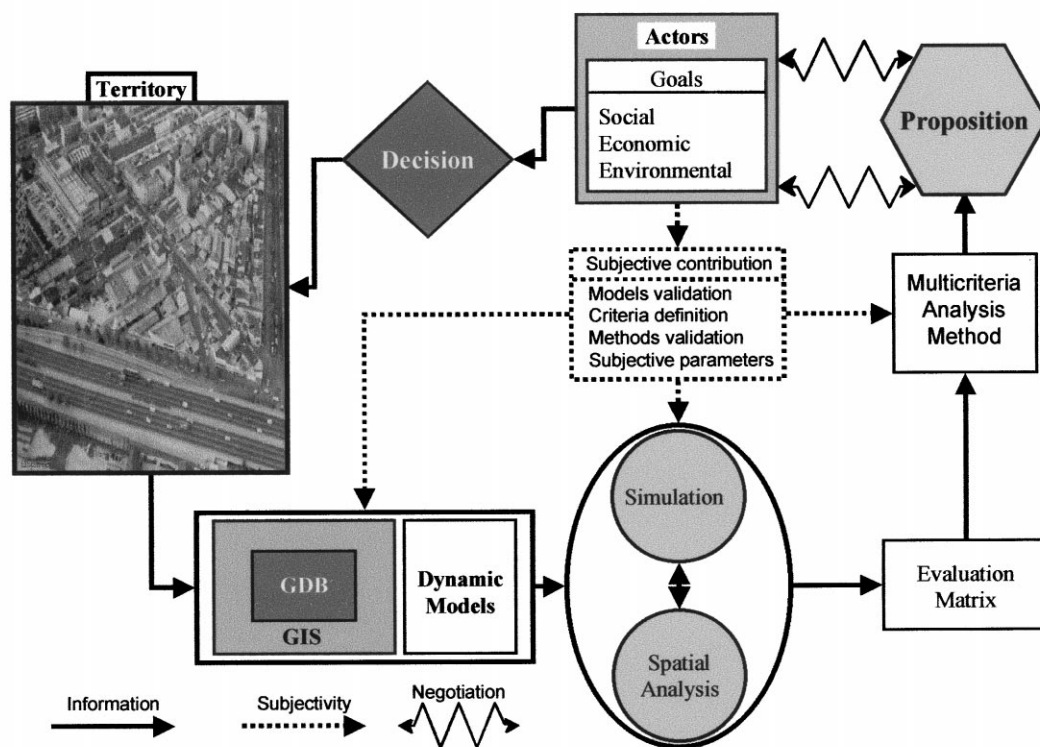 Territory
Decision
Actors
Goals
Social
Economic
Environmental
Proposition
Subjective contribution
Models validation
Criteria definition
Methods validation
Subjective parameters
Multicriteria
Analysis
Method
GDB
GIS
Dynamic
Models
Simulation
Spatial
Analysis
Evaluation
Matrix
Information
Subjectivity
Negotiation